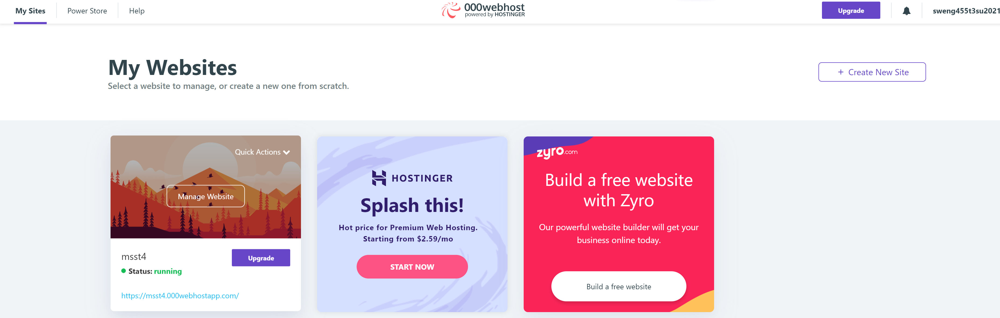 My Sites
Power Store
Help
000webhost
powered by HOSTINGER
Upgrade
sweng455t3su2021
My Websites
Select a website to manage, or create a new one from scratch.
+ Create New Site
Quick Actions
Manage Website
msst4
Upgrade
Status: running
https://msst4.000webhostapp.com/
HOSTINGER
Splash this!
Hot price for Premium Web Hosting.
Starting from $2.59/mo
START NOW
zyro.com
Build a free website
with Zyro
Our powerful website builder will get your
business online today.
Build a free website